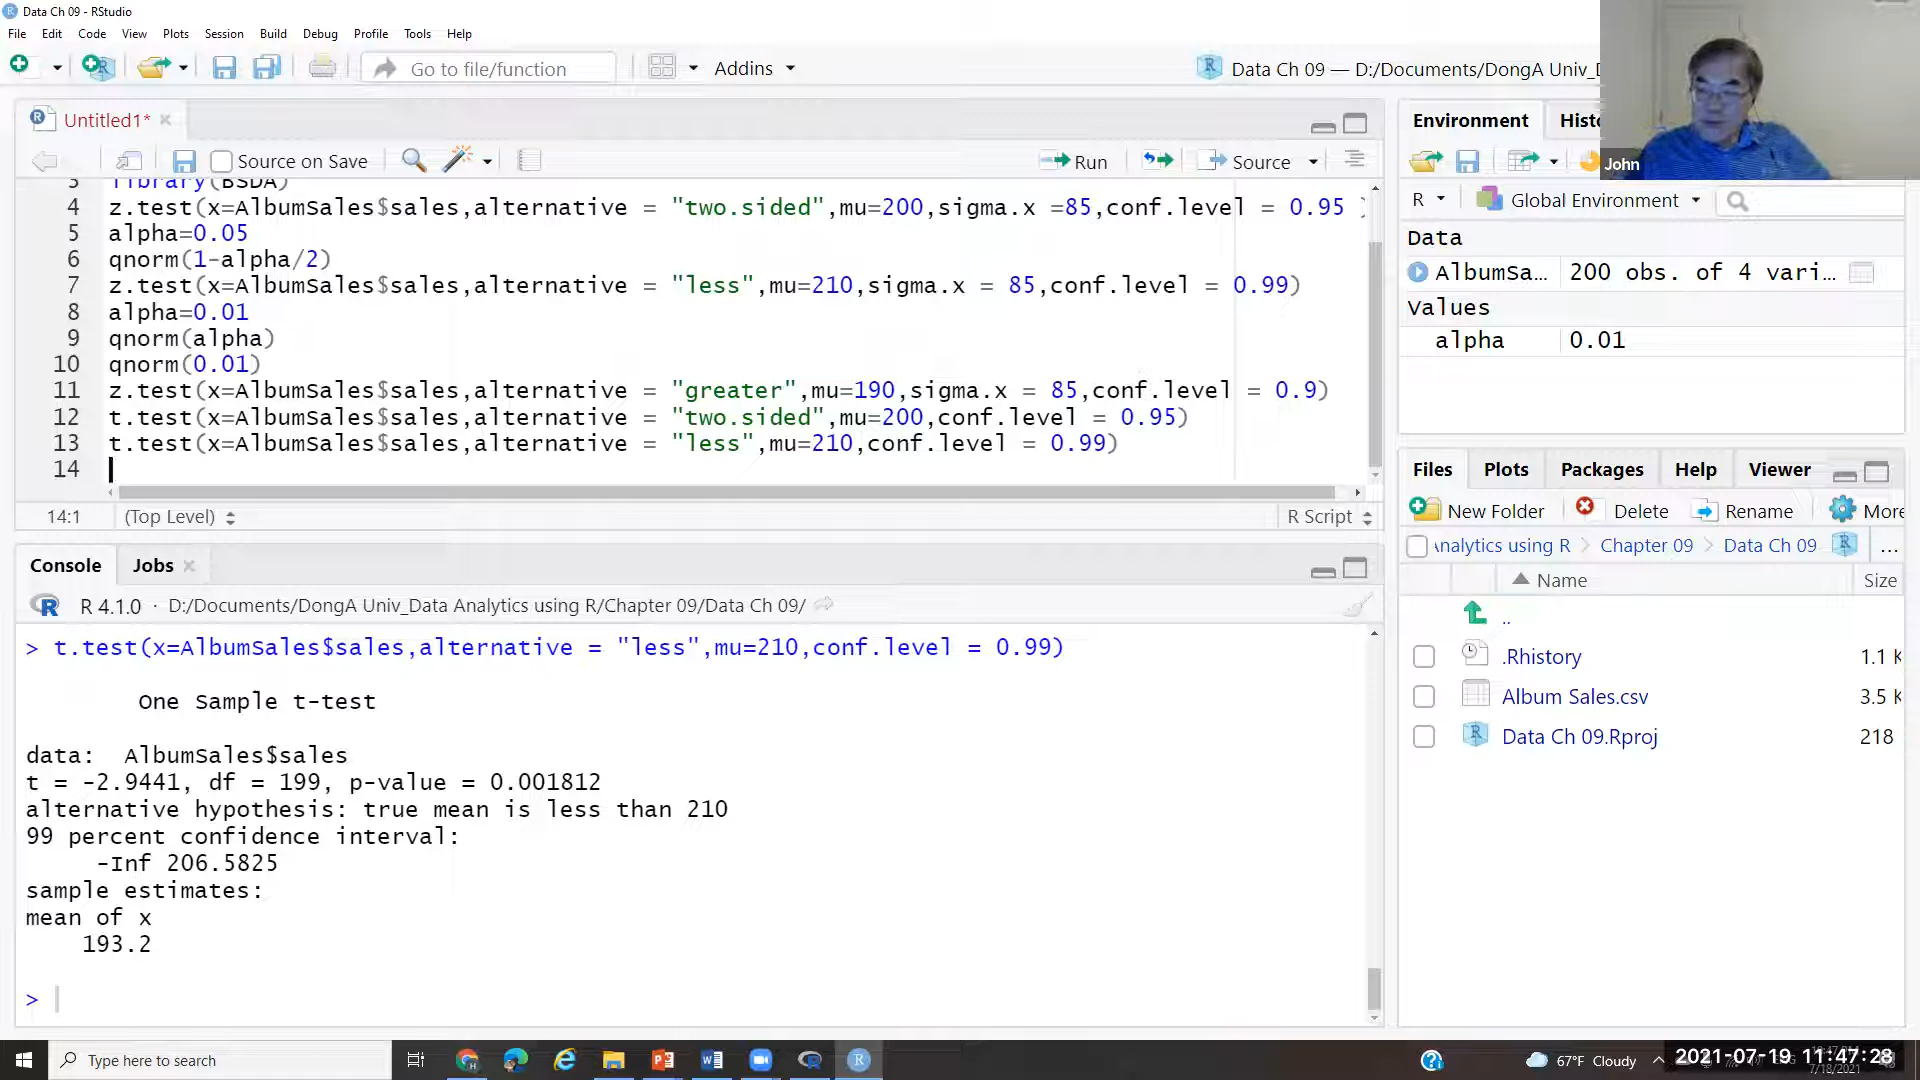 Data Ch 09 - RStudio
File Edit Code View Plots Session Build Debug Profile Tools Help
Go to file/function Addins Data Ch 09 — D:/Documents/DongA Univ_D
Untitled1*
Source on Save Run Source
3 library(BSDA)
4 z.test(x=AlbumSales$sales,alternative = "two.sided",mu=200,sigma.x =85,conf.level = 0.95 )
5 alpha=0.05
6 qnorm(1-alpha/2)
7 z.test(x=AlbumSales$sales,alternative = "less",mu=210,sigma.x = 85,conf.level = 0.99)
8 alpha=0.01
9 qnorm(alpha)
10 qnorm(0.01)
11 z.test(x=AlbumSales$sales,alternative = "greater",mu=190,sigma.x = 85,conf.level = 0.9)
12 t.test(x=AlbumSales$sales,alternative = "two.sided",mu=200,conf.level = 0.95)
13 t.test(x=AlbumSales$sales,alternative = "less",mu=210,conf.level = 0.99)
14
14:1 (Top Level) R Script
Console Jobs
R 4.1.0 · D:/Documents/DongA Univ_Data Analytics using R/Chapter 09/Data Ch 09/
> t.test(x=AlbumSales$sales,alternative = "less",mu=210,conf.level = 0.99)
One Sample t-test
data: AlbumSales$sales
t = -2.9441, df = 199, p-value = 0.001812
alternative hypothesis: true mean is less than 210
99 percent confidence interval:
-Inf 206.5825
sample estimates:
mean of x
193.2
>
Environment Histo
John
R Global Environment
Data
AlbumSa… 200 obs. of 4 vari…
Values
alpha 0.01
Files Plots Packages Help Viewer
New Folder Delete Rename More
Analytics using R > Chapter 09 > Data Ch 09 ...
Name Size
..
.Rhistory 1.1 K
Album Sales.csv 3.5 K
Data Ch 09.Rproj 218
Type here to search 67°F Cloudy 2021-07-19 11:47:28
7/18/2021